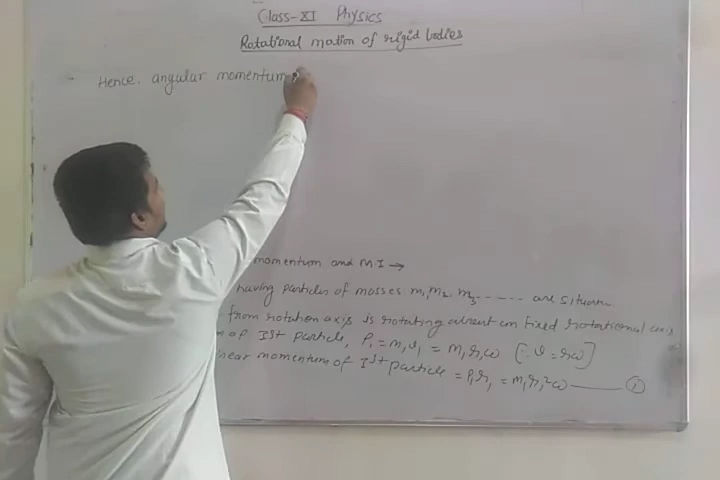 Class-XI Physics
Rotational motion of rigid bodies
Hence, angular momentum
momentum and M.I →
having particles of masses m₁, m₂, m₃ ------ are situa
from rotation axis is rotating about an fixed rotational axis
of Ist particle, P₁ = m₁v₁ = m₁r₁ω [∵ v = rω]
near momentum of Ist particle = P₁r₁ = m₁r₁²ω —— ①